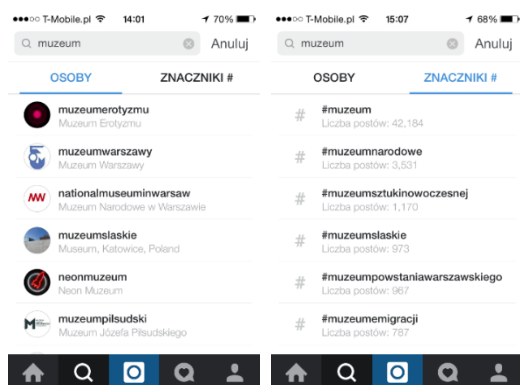 T-Mobile.pl 14:01 70%
muzeum Anuluj
OSOBY ZNACZNIKI #
muzeumerotyzmu
Muzeum Erotyzmu
muzeumwarszawy
Muzeum Warszawy
nationalmuseuminwarsaw
Muzeum Narodowe w Warszawie
muzeumslaskie
Museum, Katowice, Poland
neonmuzeum
Neon Muzeum
muzeumpilsudski
Muzeum Józefa Piłsudskiego
T-Mobile.pl 15:07 68%
muzeum Anuluj
OSOBY ZNACZNIKI #
# #muzeum
Liczba postów: 42,184
# #muzeumnarodowe
Liczba postów: 3,531
# #muzeumsztukinowoczesnej
Liczba postów: 1,170
# #muzeumslaskie
Liczba postów: 973
# #muzeumpowstaniawarszawskiego
Liczba postów: 967
# #muzeumemigracji
Liczba postów: 787